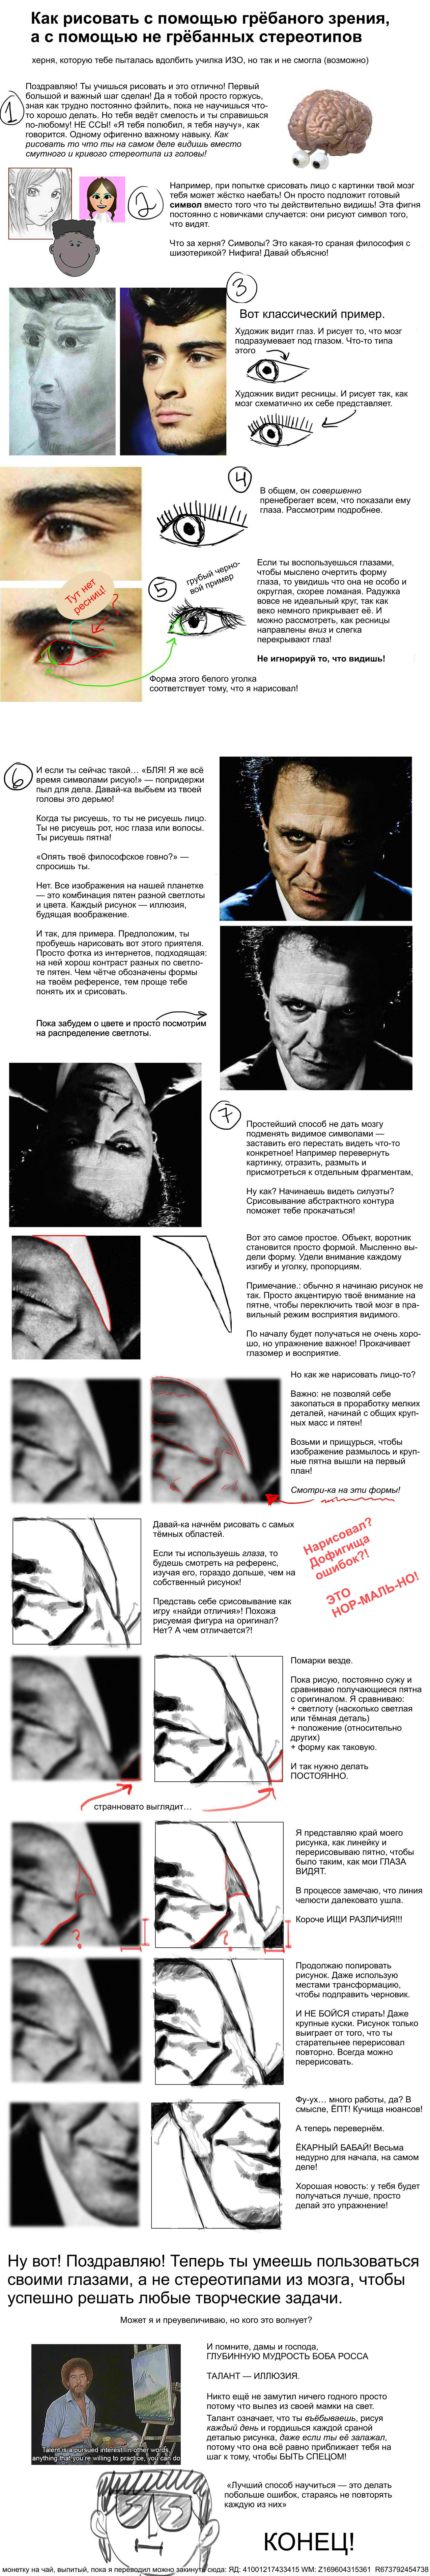 Как рисовать с помощью грёбаного зрения,
а с помощью не грёбанных стереотипов
херня, которую тебе пыталась вдолбить училка ИЗО, но так и не смогла (возможно)
1
Поздравляю! Ты учишься рисовать и это отлично! Первый
большой и важный шаг сделан! Да я тобой просто горжусь,
зная как трудно постоянно фэйлить, пока не научишься что-
то хорошо делать. Но тебя ведёт смелость и ты справишься
по-любому! НЕ ССЫ! «Я тебя полюбил, я тебя научу», как
говорится. Одному офигенно важному навыку. Как
рисовать то что ты на самом деле видишь вместо
смутного и кривого стереотипа из головы!
2
Например, при попытке срисовать лицо с картинки твой мозг
тебя может жёстко наебать! Он просто подложит готовый
символ вместо того что ты действительно видишь! Эта фигня
постоянно с новичками случается: они рисуют символ того,
что видят.
Что за херня? Символы? Это какая-то сраная философия с
шизотерикой? Нифига! Давай объясню!
3
Вот классический пример.
Художник видит глаз. И рисует то, что мозг
подразумевает под глазом. Что-то типа
этого
Художник видит ресницы. И рисует так, как
мозг схематично их себе представляет.
4
В общем, он совершенно
пренебрегает всем, что показали ему
глаза. Рассмотрим подробнее.
Тут нет
ресниц!
?
5
грубый черно-
вой пример
Если ты воспользуешься глазами,
чтобы мысленно очертить форму
глаза, то увидишь что она не особо и
округлая, скорее ломаная. Радужка
вовсе не идеальный круг, так как
веко немного прикрывает её. И
можно рассмотреть, как ресницы
направлены вниз и слегка
перекрывают глаз!
Не игнорируй то, что видишь!
Форма этого белого уголка
соответствует тому, что я нарисовал!
6
И если ты сейчас такой… «БЛЯ! Я же всё
время символами рисую!» — попридержи
пыл для дела. Давай-ка выбьем из твоей
головы это дерьмо!
Когда ты рисуешь, то ты не рисуешь лицо.
Ты не рисуешь рот, нос глаза или волосы.
Ты рисуешь пятна!
«Опять твоё философское говно?» —
спросишь ты.
Нет. Все изображения на нашей планетке
— это комбинация пятен разной светлоты
и цвета. Каждый рисунок — иллюзия,
будящая воображение.
И так, для примера. Предположим, ты
пробуешь нарисовать вот этого приятеля.
Просто фотка из интернетов, подходящая:
на ней хорош контраст разных по светло-
те пятен. Чем чётче обозначены формы
на твоём референсе, тем проще тебе
понять их и срисовать.
Пока забудем о цвете и просто посмотрим
на распределение светлоты.
7
Простейший способ не дать мозгу
подменять видимое символами —
заставить его перестать видеть что-то
конкретное! Например перевернуть
картинку, отразить, размыть и
присмотреться к отдельным фрагментам,
Ну как? Начинаешь видеть силуэты?
Срисовывание абстрактного контура
поможет тебе прокачаться!
Вот это самое простое. Объект, воротник
становится просто формой. Мысленно вы-
дели форму. Удели внимание каждому
изгибу и уголку, пропорциям.
Примечание.: обычно я начинаю рисунок не
так. Просто акцентирую твоё внимание на
пятне, чтобы переключить твой мозг в пра-
вильный режим восприятия видимого.
По началу будет получаться не очень хоро-
шо, но упражнение важное! Прокачивает
глазомер и восприятие.
Но как же нарисовать лицо-то?
Важно: не позволяй себе
закопаться в проработку мелких
деталей, начинай с общих круп-
ных масс и пятен!
Возьми и прищурься, чтобы
изображение размылось и круп-
ные пятна вышли на первый
план!
Смотри-ка на эти формы!
Давай-ка начнём рисовать с самых
тёмных областей.
Если ты используешь глаза, то
будешь смотреть на референс,
изучая его, гораздо дольше, чем на
собственный рисунок!
Представь себе срисовывание как
игру «найди отличия»! Похожа
рисуемая фигура на оригинал?
Нет? А чем отличается?!
Нарисовал?
Дофигища
ошибок?!
ЭТО
НОР-МАЛЬ-НО!
Помарки везде.
Пока рисую, постоянно сужу и
сравниваю получающиеся пятна
с оригиналом. Я сравниваю:
+ светлоту (насколько светлая
или тёмная деталь)
+ положение (относительно
других)
+ форму как таковую.
И так нужно делать
ПОСТОЯННО.
странновато выглядит…
Я представляю край моего
рисунка, как линейку и
перерисовываю пятно, чтобы
было таким, как мои ГЛАЗА
ВИДЯТ.
В процессе замечаю, что линия
челюсти далековато ушла.
Короче ИЩИ РАЗЛИЧИЯ!!!
?
?
Продолжаю полировать
рисунок. Даже использую
местами трансформацию,
чтобы подправить черновик.
И НЕ БОЙСЯ стирать! Даже
крупные куски. Рисунок только
выиграет от того, что ты
старательнее перерисовал
повторно. Всегда можно
перерисовать.
Фу-ух… много работы, да? В
смысле, ЁПТ! Кучища нюансов!
А теперь перевернём.
ЁКАРНЫЙ БАБАЙ! Весьма
недурно для начала, на самом
деле!
Хорошая новость: у тебя будет
получаться лучше, просто
делай это упражнение!
Ну вот! Поздравляю! Теперь ты умеешь пользоваться
своими глазами, а не стереотипами из мозга, чтобы
успешно решать любые творческие задачи.
Может я и преувеличиваю, но кого это волнует?
И помните, дамы и господа,
ГЛУБИННУЮ МУДРОСТЬ БОБА РОССА
ТАЛАНТ — ИЛЛЮЗИЯ.
Никто ещё не замутил ничего годного просто
потому что вылез из своей мамки на свет.
Талант означает, что ты въёбываешь, рисуя
каждый день и гордишься каждой сраной
деталью рисунка, даже если ты её запалал,
потому что она всё равно приближает тебя на
шаг к тому, чтобы БЫТЬ СПЕЦОМ!
Talent is a pursued interest. In other words,
anything that you're willing to practice, you can do
«Лучший способ научиться — это делать
побольше ошибок, стараясь не повторять
каждую из них»
КОНЕЦ!
монетку на чай, выпитый, пока я переводил можно закинуть сюда: ЯД: 41001217433415 WM: Z169604315361 R673792454738